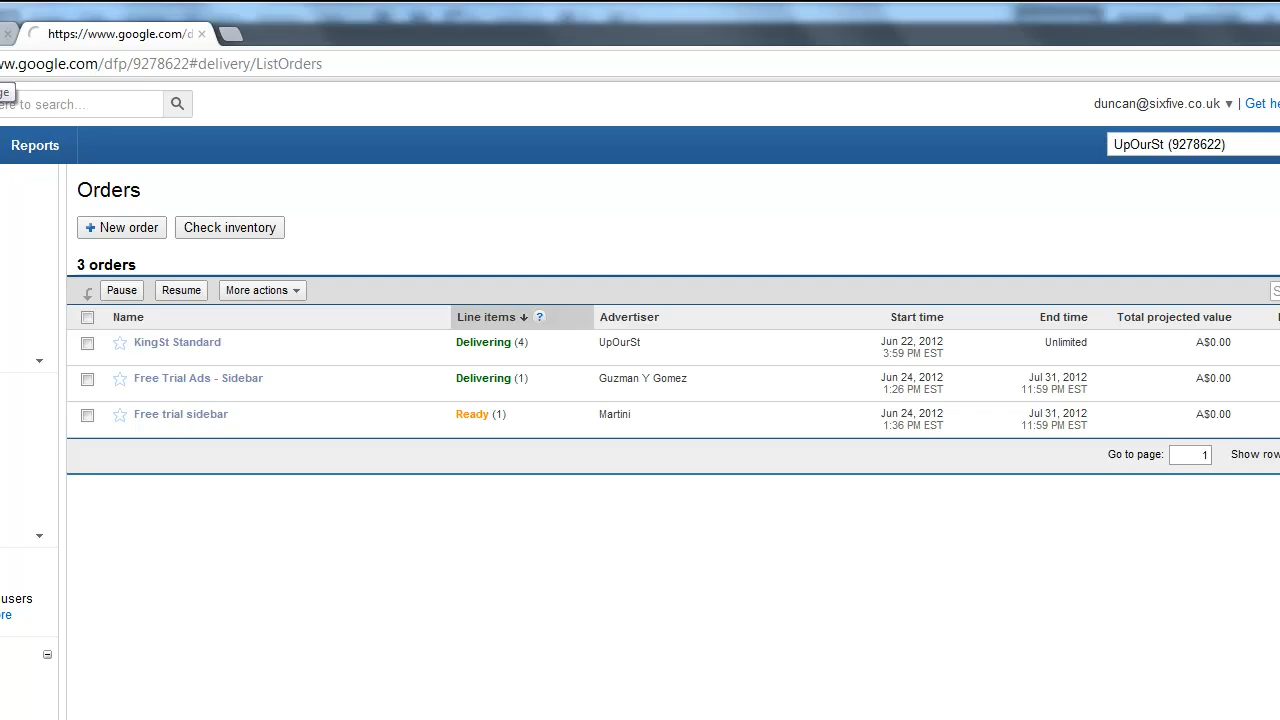 https://www.google.com/d
ww.google.com/dfp/9278622#delivery/ListOrders
ge
ere to search...
duncan@sixfive.co.uk ▼ | Get he
Reports
UpOurSt (9278622)
Orders
+ New order Check inventory
3 orders
Pause Resume More actions
Name Line items ? Advertiser Start time End time Total projected value
KingSt Standard Delivering (4) UpOurSt Jun 22, 2012 Unlimited A$0.00
3:59 PM EST
Free Trial Ads - Sidebar Delivering (1) Guzman Y Gomez Jun 24, 2012 Jul 31, 2012 A$0.00
1:26 PM EST 11:59 PM EST
Free trial sidebar Ready (1) Martini Jun 24, 2012 Jul 31, 2012 A$0.00
1:36 PM EST 11:59 PM EST
Go to page: 1 Show row
users
re